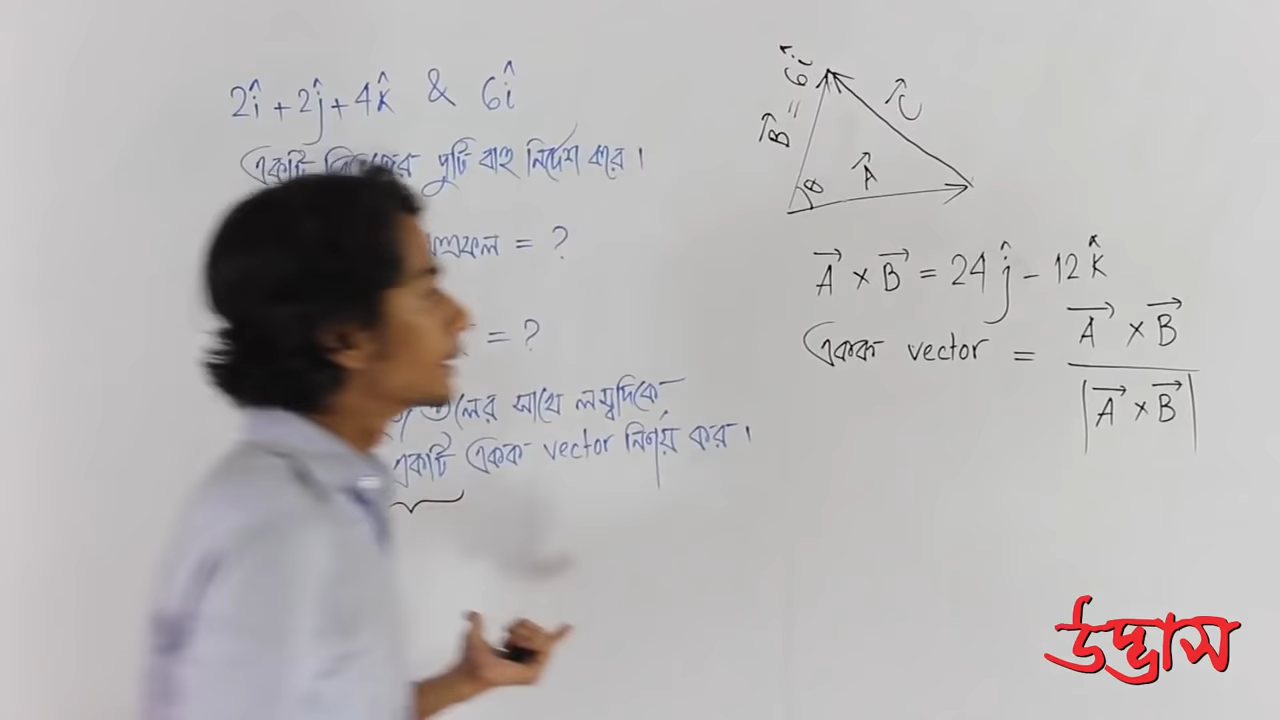 2î + 2ĵ + 4k̂ & 6î
একটি দুটি বাহু নির্দেশ করে।
= ?
= ?
সাথে লম্বদিকে
একটি একক vector নির্ণয় কর।
6î
B⃗ =
C⃗
A⃗
θ
A⃗ × B⃗ = 24ĵ - 12k̂
একক vector = A⃗ × B⃗ / |A⃗ × B⃗|
উদ্ভাস